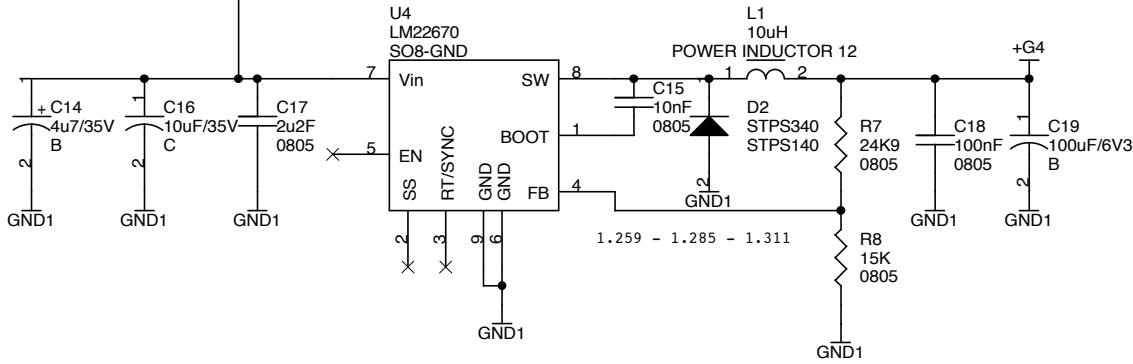 U4
LM22670
SO8-GND
7
Vin
SW
8
5
EN
BOOT
1
SS
RT/SYNC
GND
GND
FB
4
2
3
9
6
GND1
L1
10uH
POWER INDUCTOR 12
1
2
+G4
+
C14
4u7/35V
B
2
GND1
1
C16
10uF/35V
C
2
GND1
C17
2u2F
0805
GND1
C15
10nF
0805
D2
STPS340
STPS140
2
GND1
R7
24K9
0805
1.259 - 1.285 - 1.311
R8
15K
0805
GND1
C18
100nF
0805
GND1
1
C19
100uF/6V3
B
2
GND1